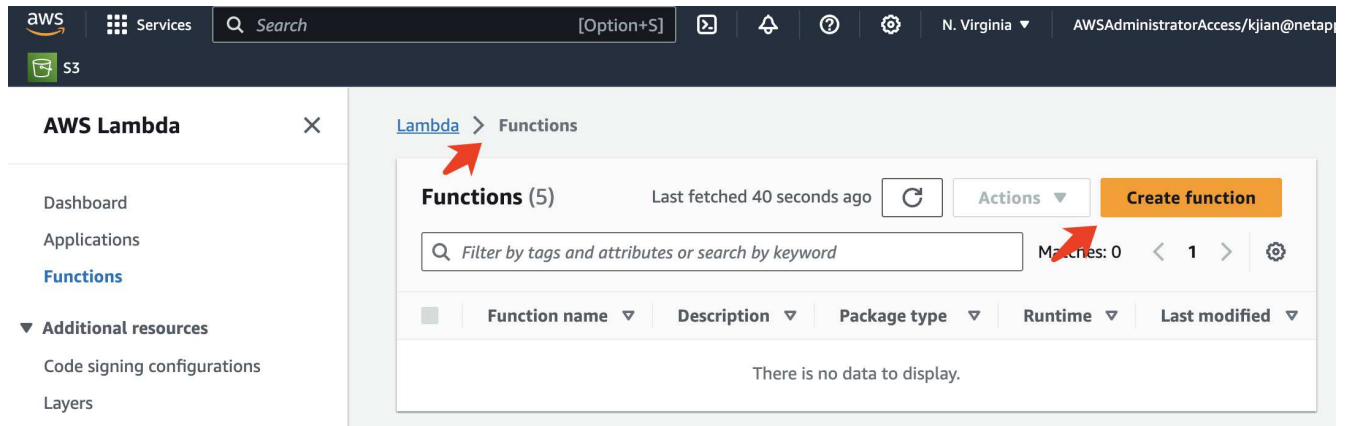 aws Services Search [Option+S] N. Virginia ▼ AWSAdministratorAccess/kjian@netapp
S3
AWS Lambda
Dashboard
Applications
Functions
▼ Additional resources
Code signing configurations
Layers
Lambda > Functions
Functions (5) Last fetched 40 seconds ago Actions ▼ Create function
Filter by tags and attributes or search by keyword Matches: 0 < 1 >
Function name Description Package type Runtime Last modified
There is no data to display.